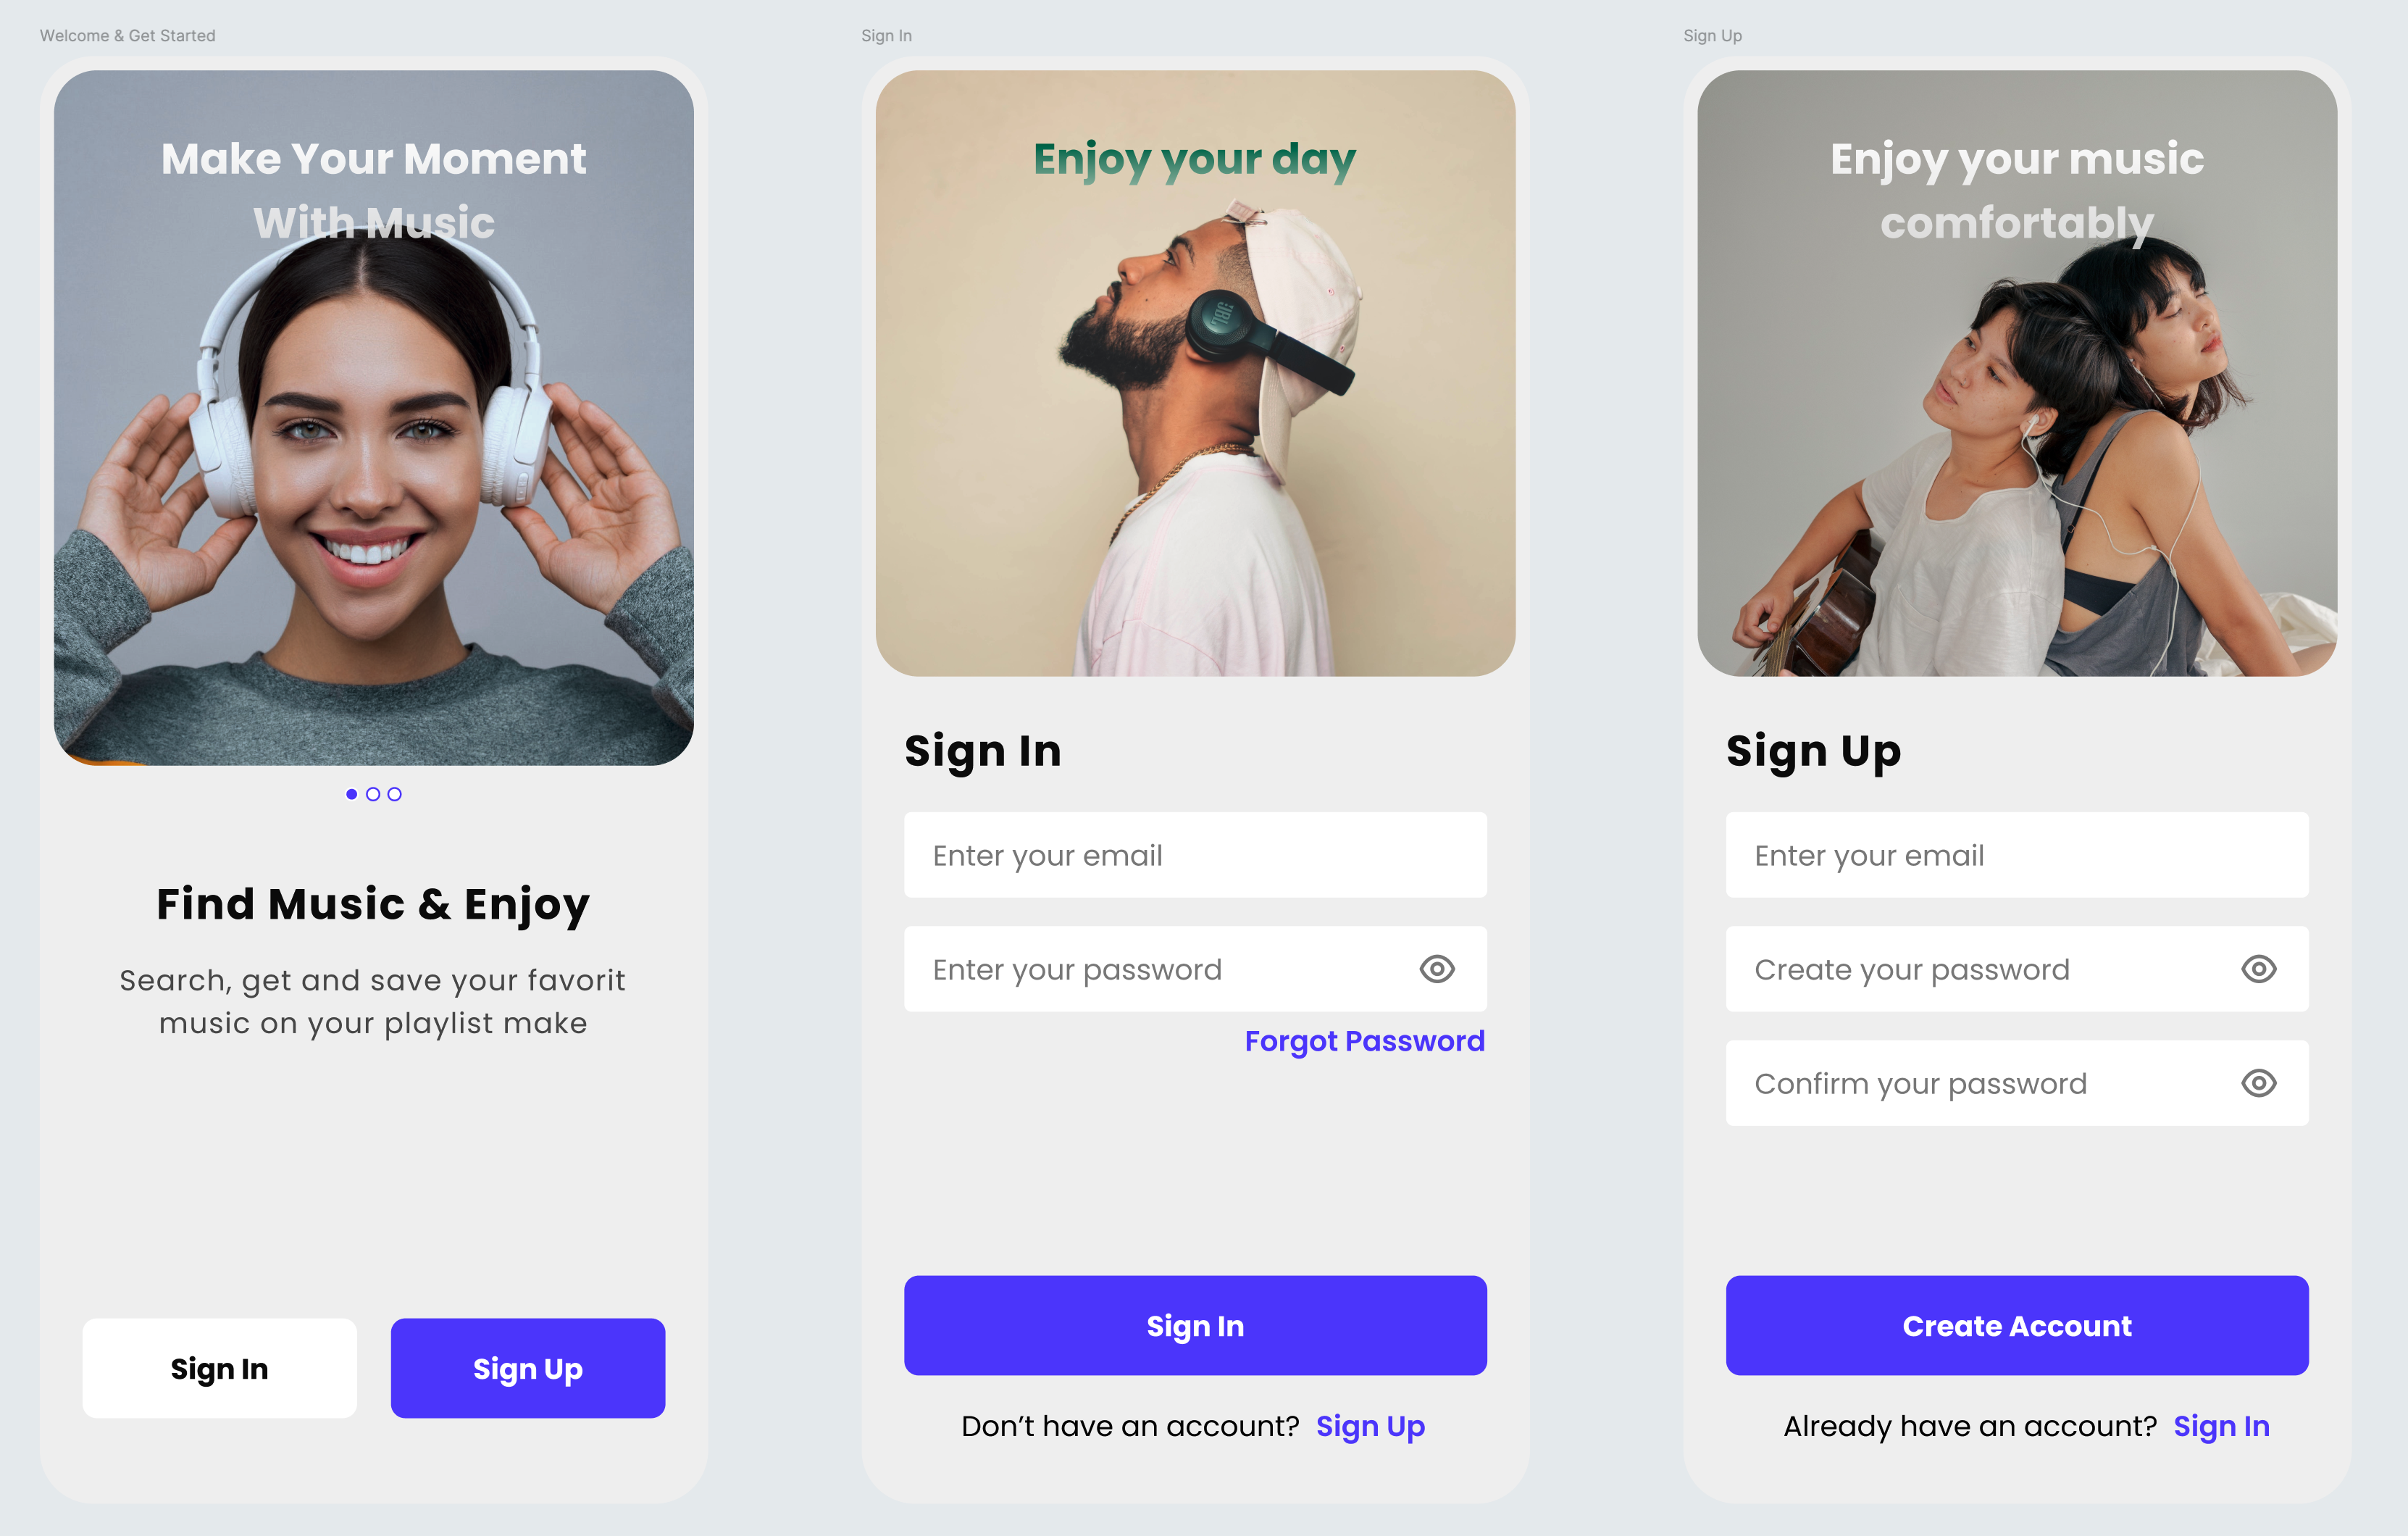 Welcome & Get Started
Make Your Moment
With Music
Find Music & Enjoy
Search, get and save your favorit
music on your playlist make
Sign In
Sign Up
Sign In
Enjoy your day
JBL
Sign In
Enter your email
Enter your password
Forgot Password
Sign In
Don’t have an account? Sign Up
Sign Up
Enjoy your music
comfortably
Sign Up
Enter your email
Create your password
Confirm your password
Create Account
Already have an account? Sign In